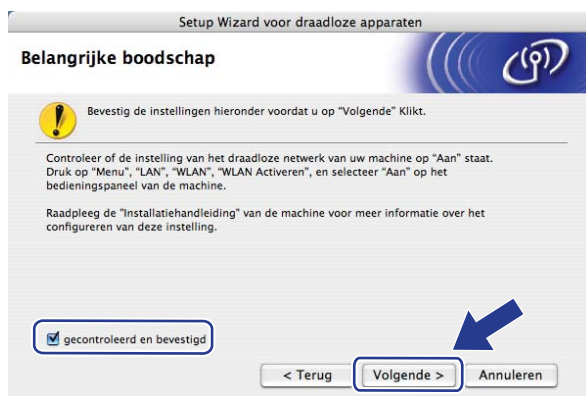 Setup Wizard voor draadloze apparaten
Belangrijke boodschap
Bevestig de instellingen hieronder voordat u op "Volgende" Klikt.
Controleer of de instelling van het draadloze netwerk van uw machine op "Aan" staat.
Druk op "Menu", "LAN", "WLAN", "WLAN Activeren", en selecteer "Aan" op het
bedieningspaneel van de machine.
Raadpleeg de "Installatiehandleiding" van de machine voor meer informatie over het
configureren van deze instelling.
gecontroleerd en bevestigd
< Terug
Volgende >
Annuleren